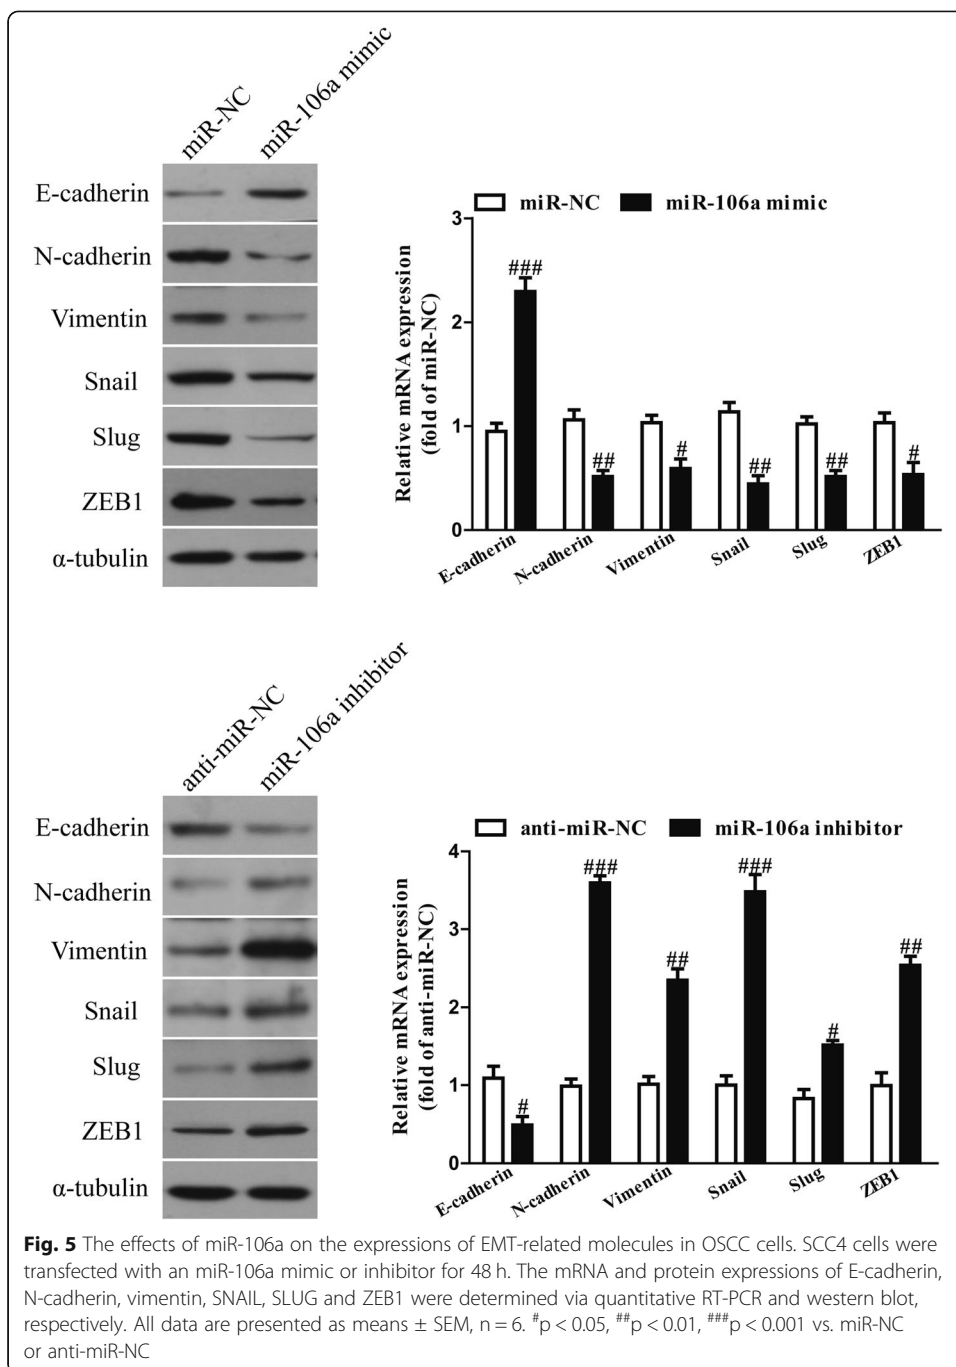 miR-NC
miR-106a mimic
E-cadherin
N-cadherin
Vimentin
Snail
Slug
ZEB1
α-tubulin
miR-NC miR-106a mimic
Relative mRNA expression
(fold of miR-NC)
3
2
1
0
###
##
#
##
##
#
E-cadherin
N-cadherin
Vimentin
Snail
Slug
ZEB1
anti-miR-NC
miR-106a inhibitor
E-cadherin
N-cadherin
Vimentin
Snail
Slug
ZEB1
α-tubulin
anti-miR-NC miR-106a inhibitor
Relative mRNA expression
(fold of anti-miR-NC)
4
3
2
1
0
#
###
##
###
#
##
E-cadherin
N-cadherin
Vimentin
Snail
Slug
ZEB1
Fig. 5 The effects of miR-106a on the expressions of EMT-related molecules in OSCC cells. SCC4 cells were
transfected with an miR-106a mimic or inhibitor for 48 h. The mRNA and protein expressions of E-cadherin,
N-cadherin, vimentin, SNAIL, SLUG and ZEB1 were determined via quantitative RT-PCR and western blot,
respectively. All data are presented as means ± SEM, n = 6. #p < 0.05, ##p < 0.01, ###p < 0.001 vs. miR-NC
or anti-miR-NC